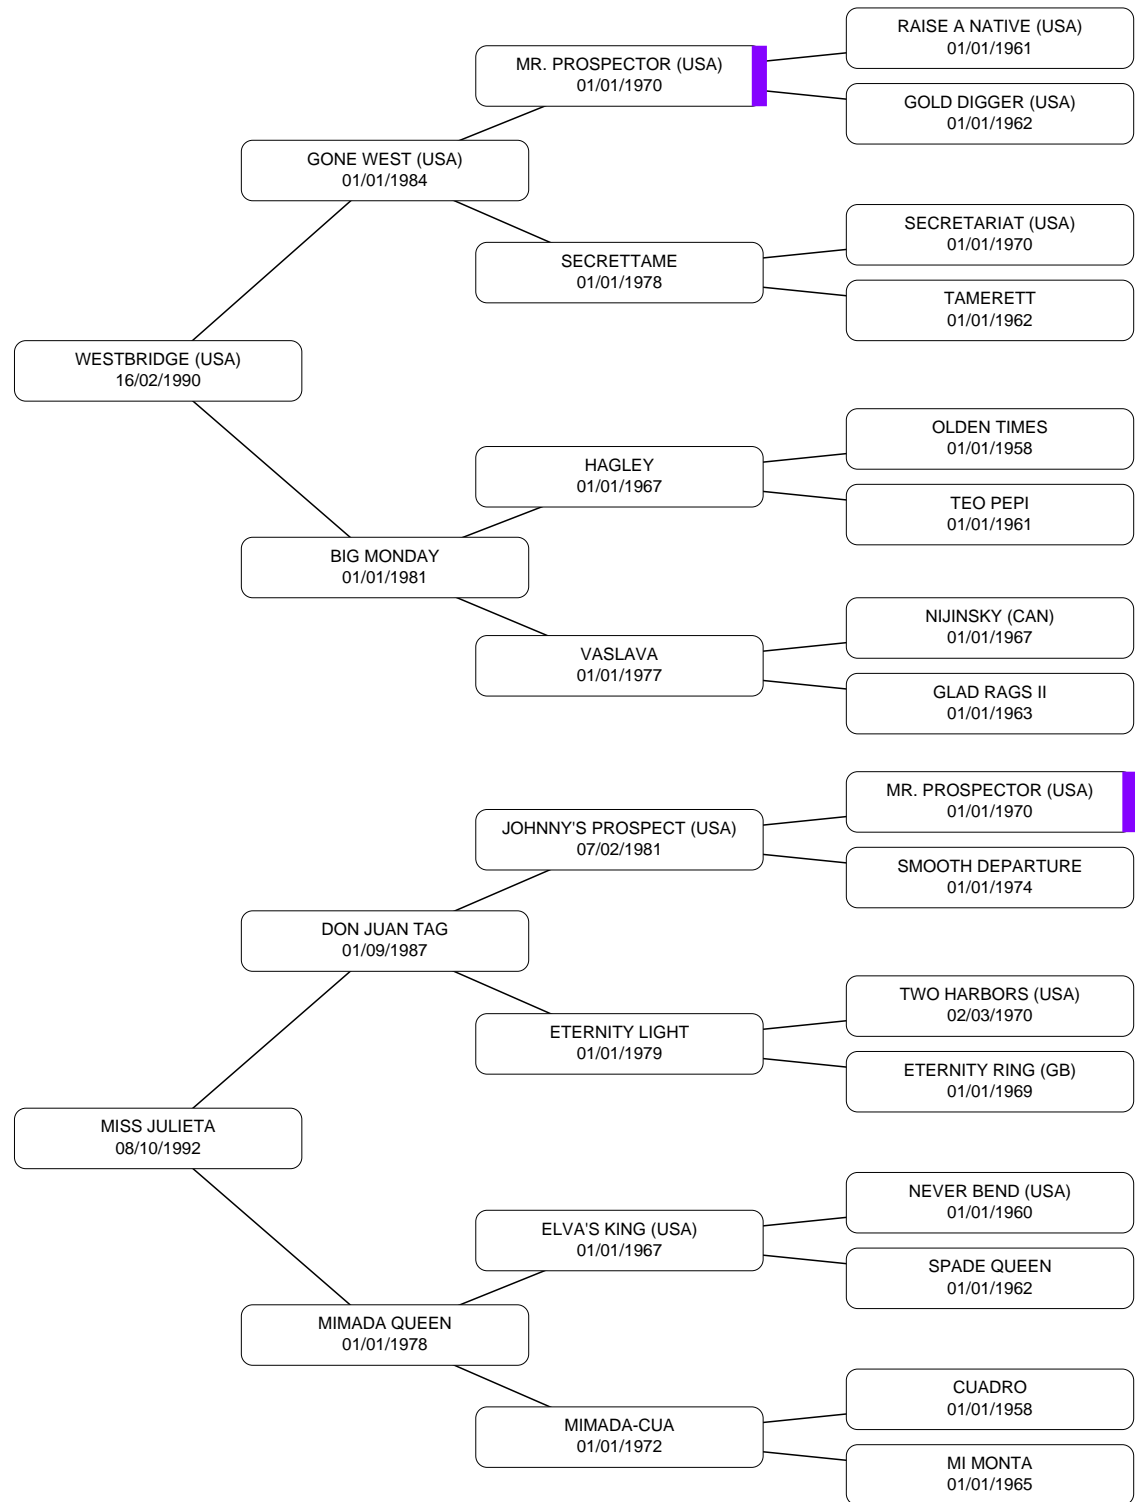 RAISE A NATIVE (USA)
01/01/1961
MR. PROSPECTOR (USA)
01/01/1970
GOLD DIGGER (USA)
01/01/1962
GONE WEST (USA)
01/01/1984
SECRETARIAT (USA)
01/01/1970
SECRETTAME
01/01/1978
TAMERETT
01/01/1962
WESTBRIDGE (USA)
16/02/1990
OLDEN TIMES
01/01/1958
HAGLEY
01/01/1967
TEO PEPI
01/01/1961
BIG MONDAY
01/01/1981
NIJINSKY (CAN)
01/01/1967
VASLAVA
01/01/1977
GLAD RAGS II
01/01/1963
MR. PROSPECTOR (USA)
01/01/1970
JOHNNY'S PROSPECT (USA)
07/02/1981
SMOOTH DEPARTURE
01/01/1974
DON JUAN TAG
01/09/1987
TWO HARBORS (USA)
02/03/1970
ETERNITY LIGHT
01/01/1979
ETERNITY RING (GB)
01/01/1969
MISS JULIETA
08/10/1992
NEVER BEND (USA)
01/01/1960
ELVA'S KING (USA)
01/01/1967
SPADE QUEEN
01/01/1962
MIMADA QUEEN
01/01/1978
CUADRO
01/01/1958
MIMADA-CUA
01/01/1972
MI MONTA
01/01/1965